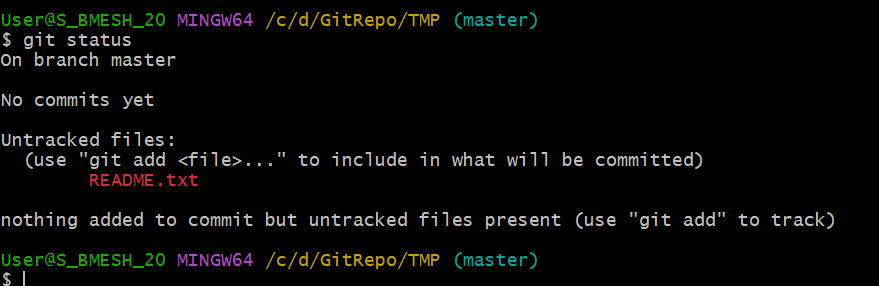 User@S_BMESH_20 MINGW64 /c/d/GitRepo/TMP (master)
$ git status
On branch master
No commits yet
Untracked files:
(use "git add <file>..." to include in what will be committed)
README.txt
nothing added to commit but untracked files present (use "git add" to track)
User@S_BMESH_20 MINGW64 /c/d/GitRepo/TMP (master)
$